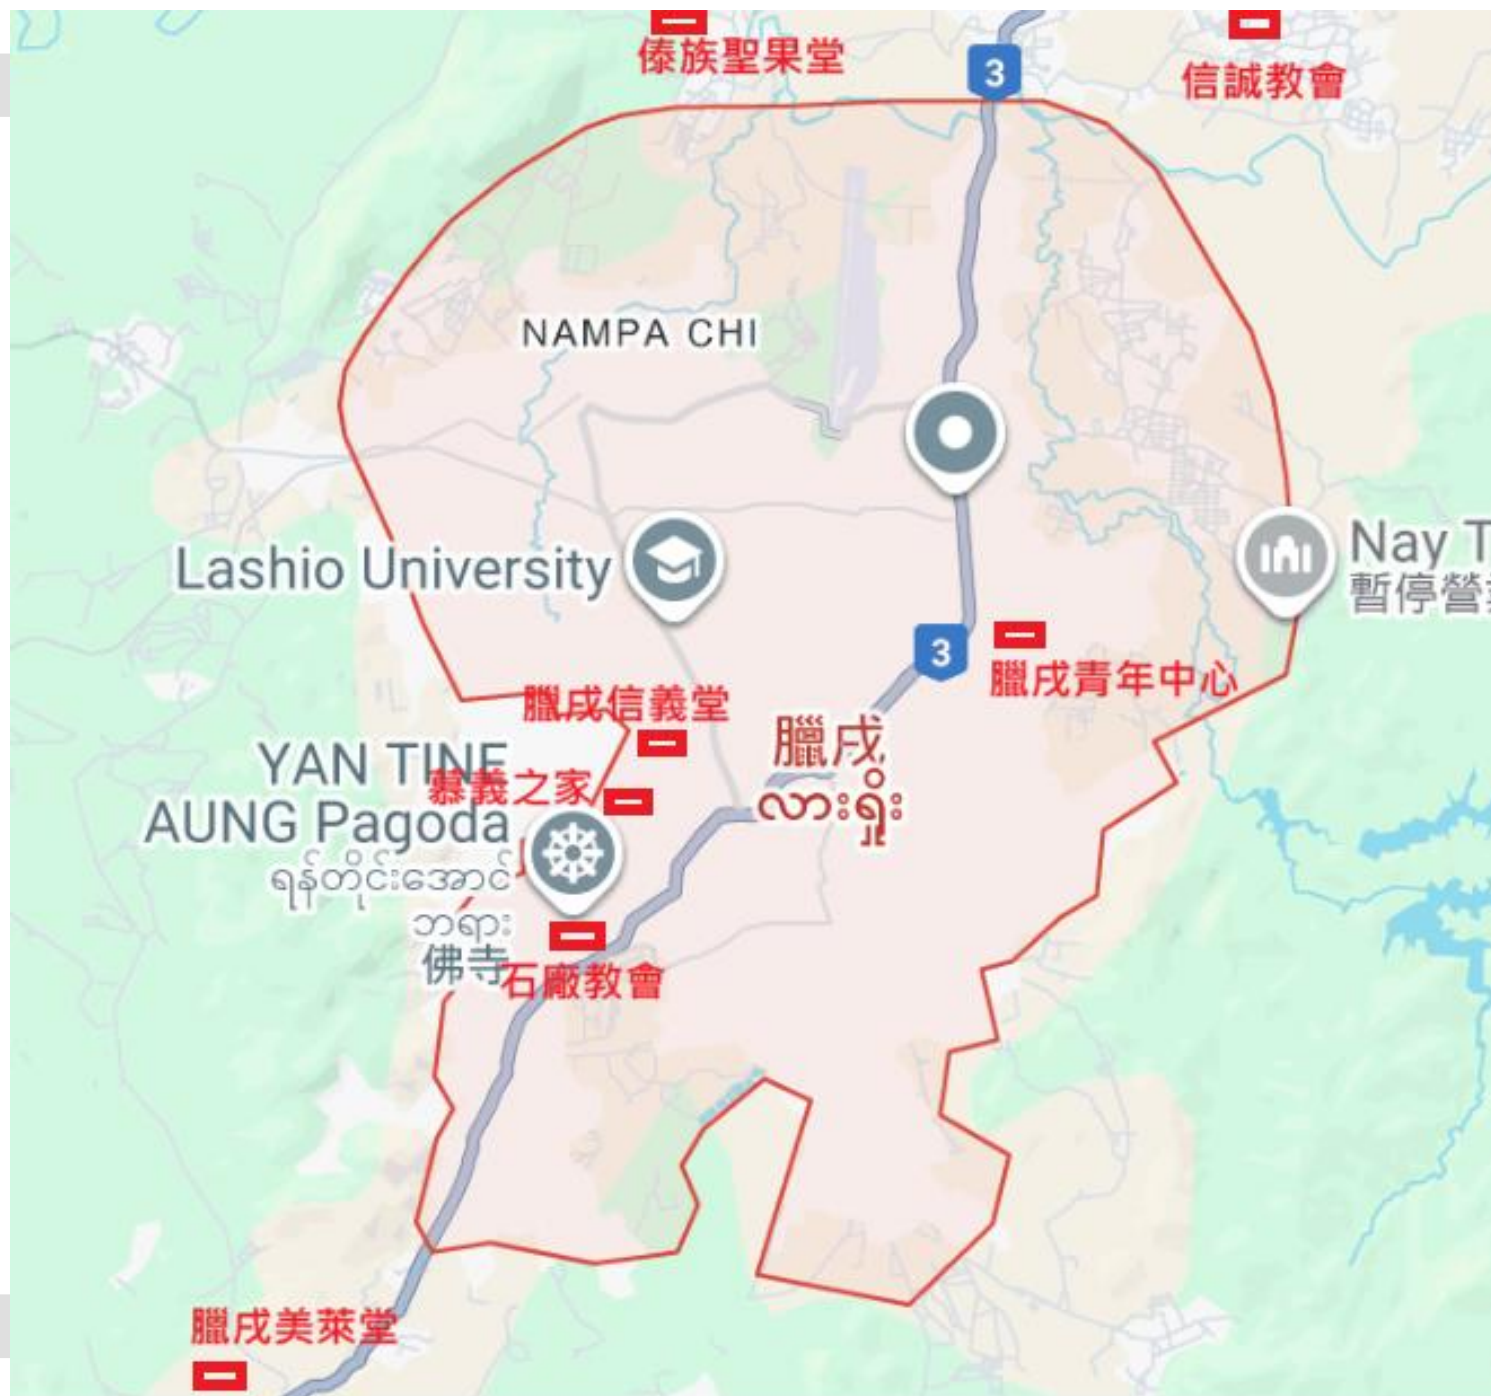 傣族聖果堂
3
信誠教會
NAMPA CHI
Lashio University
Nay T
暫停營
3
臘戌青年中心
臘戌信義堂
臘戌
လားရှိုး
YAN TINE
慕義之家
AUNG Pagoda
ရန်တိုင်းအောင်
ဘုရား
佛寺
石廠教會
臘戌美萊堂